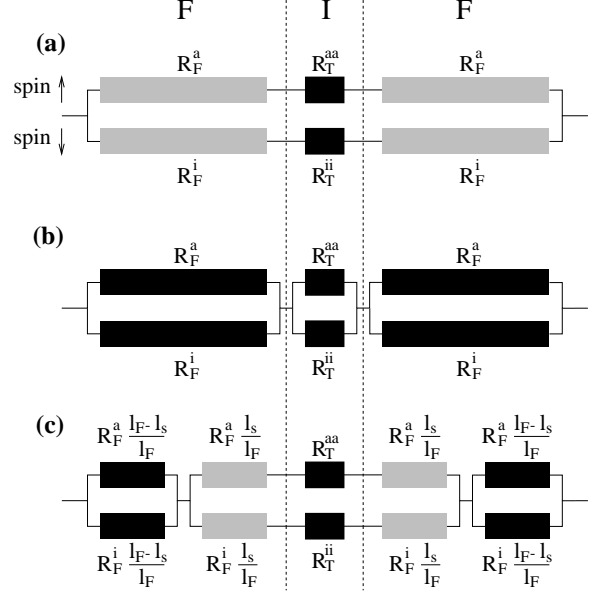 F I F
(a)
R_F^a R_T^aa R_F^a
spin ↑
spin ↓
R_F^i R_T^ii R_F^i
(b)
R_F^a R_T^aa R_F^a
R_F^i R_T^ii R_F^i
(c)
R_F^a (l_F - l_s)/l_F R_F^a l_s/l_F R_T^aa R_F^a l_s/l_F R_F^a (l_F - l_s)/l_F
R_F^i (l_F - l_s)/l_F R_F^i l_s/l_F R_T^ii R_F^i l_s/l_F R_F^i (l_F - l_s)/l_F